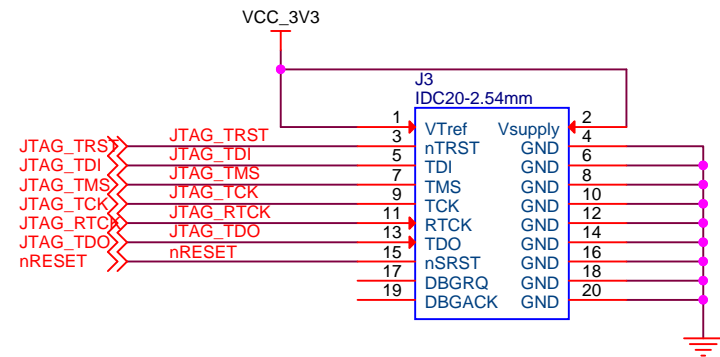 VCC_3V3
J3
IDC20-2.54mm
1 VTref Vsupply 2
JTAG_TRST JTAG_TRST 3 nTRST GND 4
JTAG_TDI JTAG_TDI 5 TDI GND 6
JTAG_TMS JTAG_TMS 7 TMS GND 8
JTAG_TCK JTAG_TCK 9 TCK GND 10
JTAG_RTCK JTAG_RTCK 11 RTCK GND 12
JTAG_TDO JTAG_TDO 13 TDO GND 14
nRESET nRESET 15 nSRST GND 16
17 DBGRQ GND 18
19 DBGACK GND 20